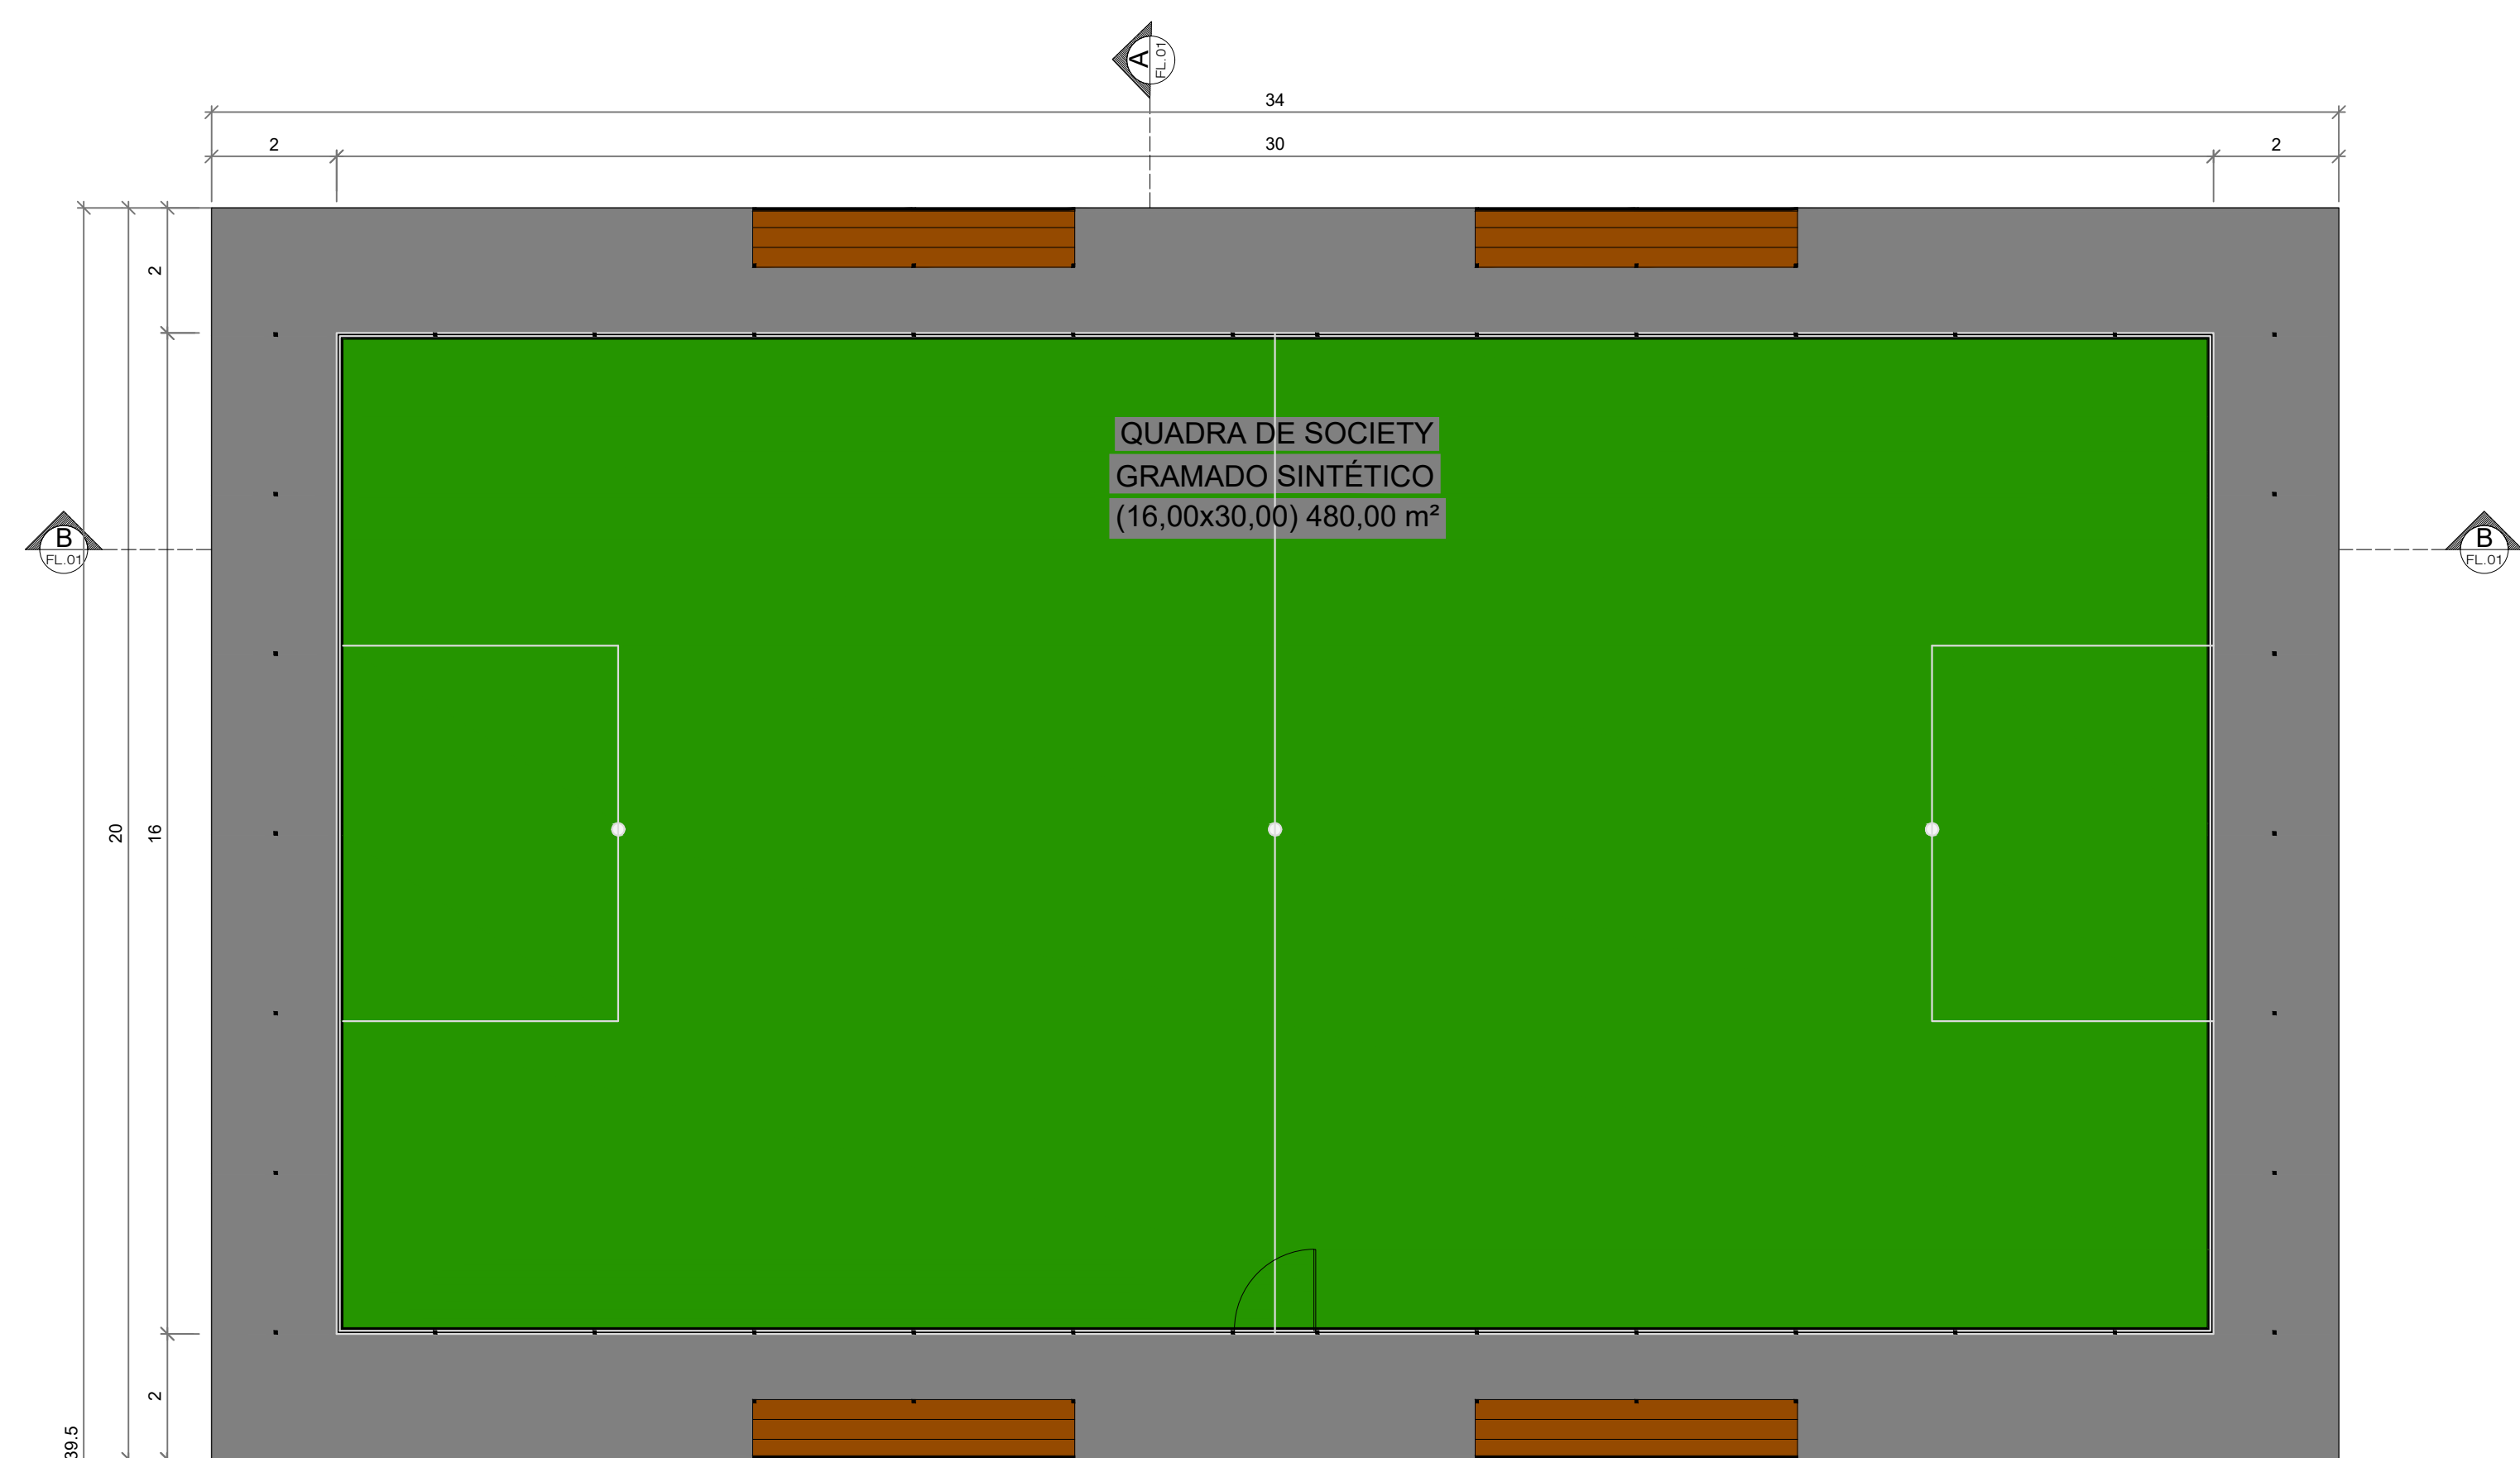 A
FL.01
34
2
30
2
2
QUADRA DE SOCIETY
GRAMADO SINTÉTICO
(16,00x30,00) 480,00 m²
B
FL.01
B
FL.01
20
16
2
39.5